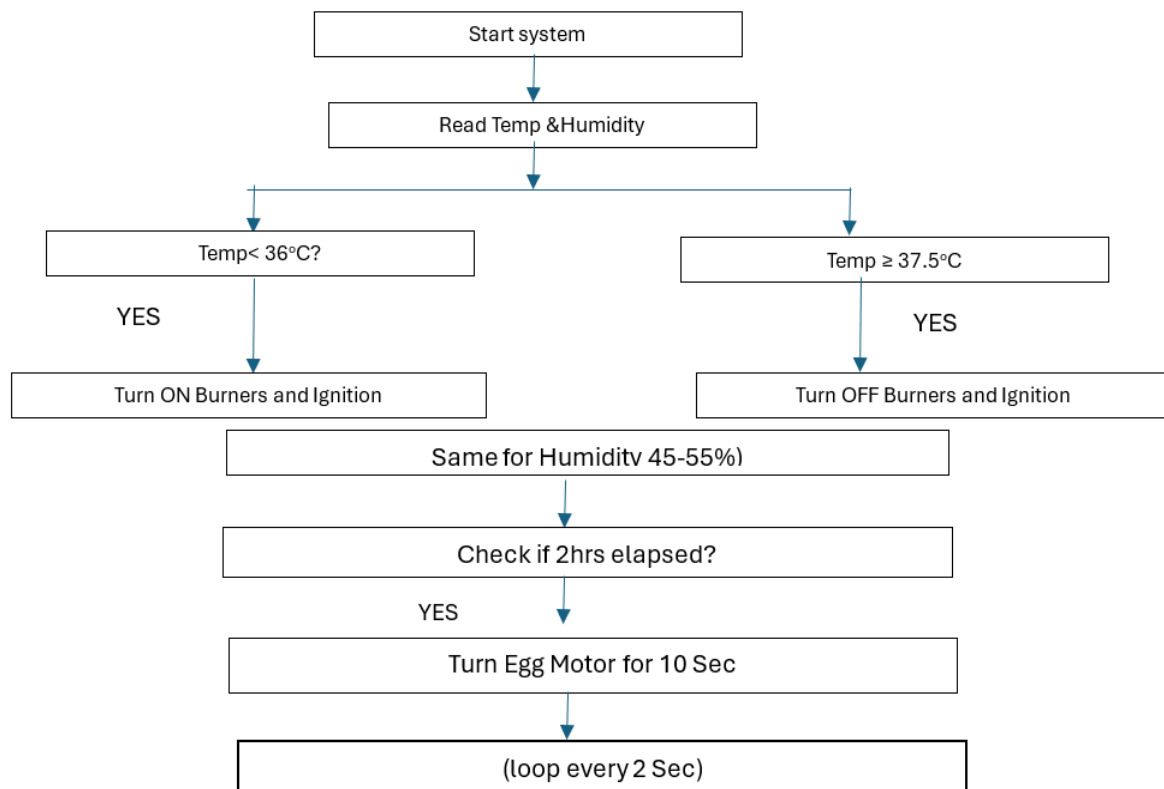 Start system
Read Temp &Humidity
Temp< 36°C?
Temp ≥ 37.5°C
YES
YES
Turn ON Burners and Ignition
Turn OFF Burners and Ignition
Same for Humidity 45-55%)
Check if 2hrs elapsed?
YES
Turn Egg Motor for 10 Sec
(loop every 2 Sec)